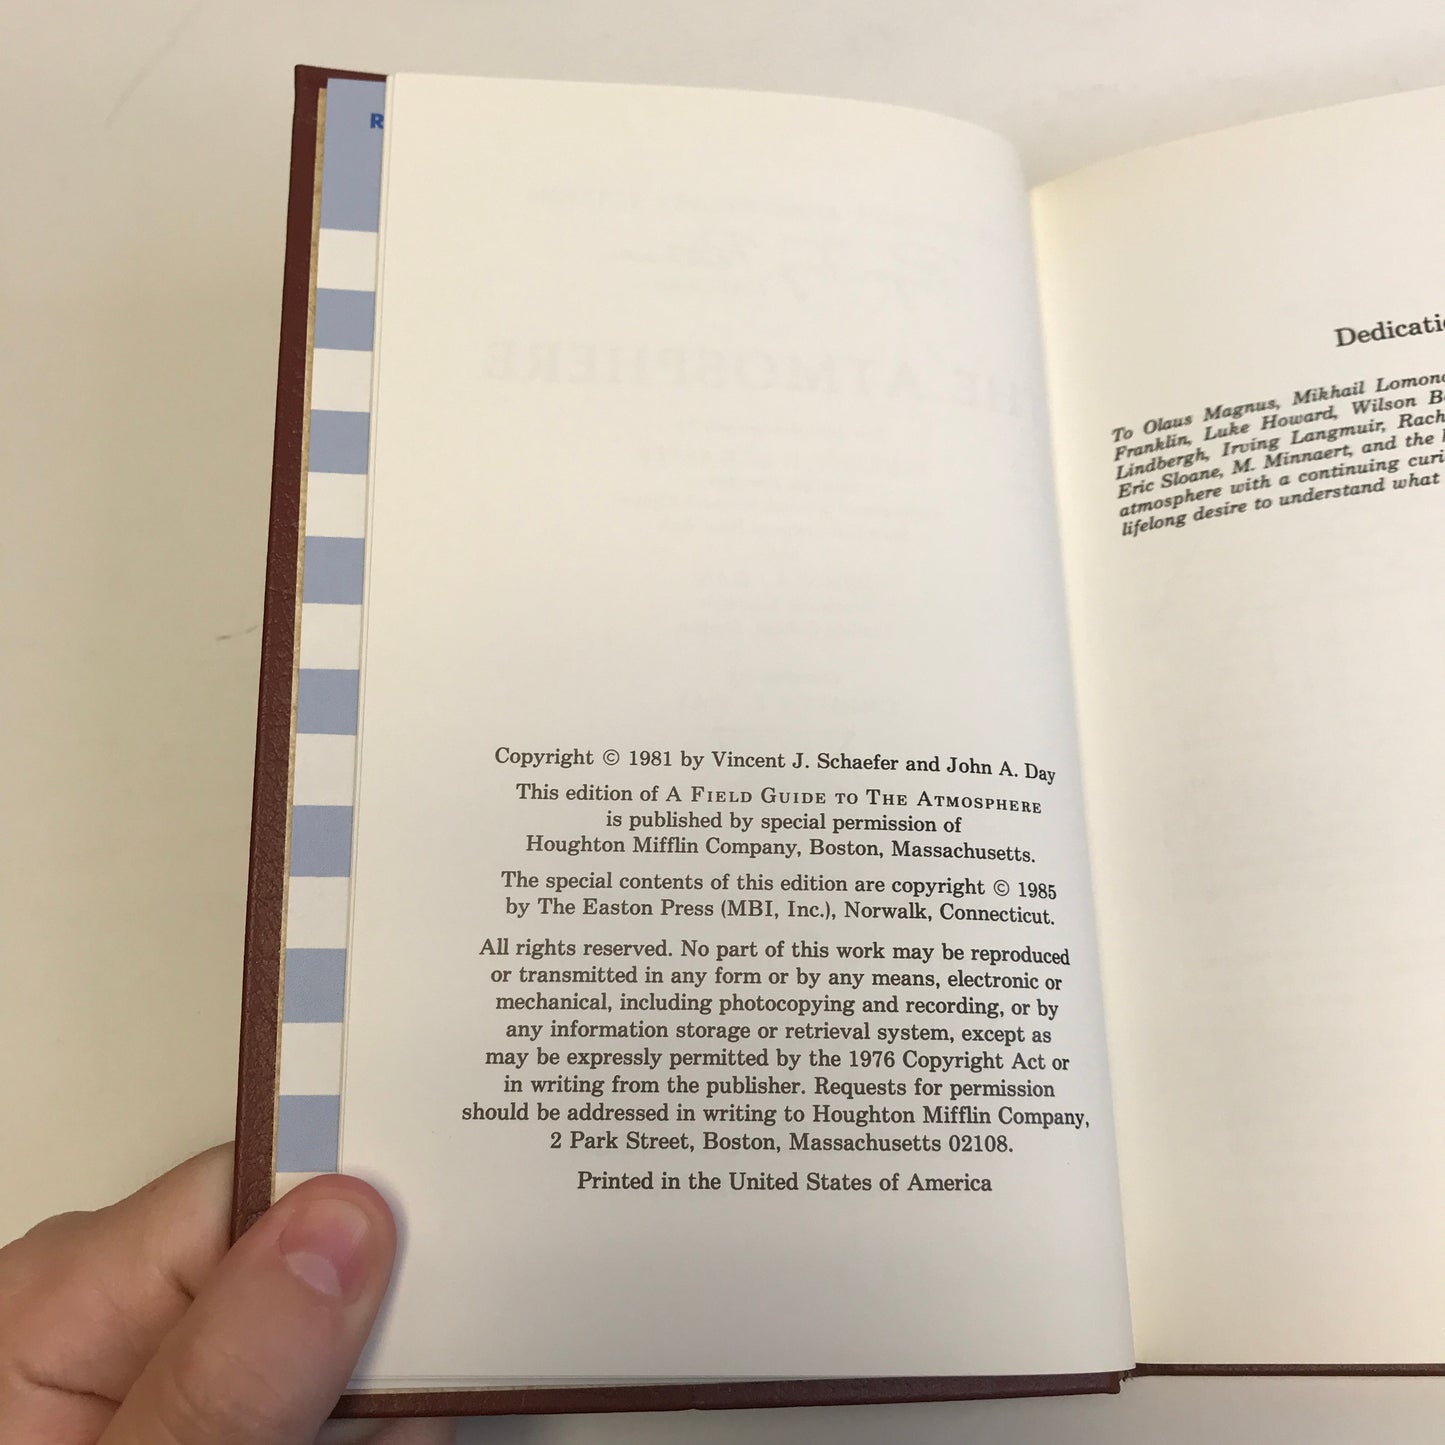 R
Copyright © 1981 by Vincent J. Schaefer and John A. Day
This edition of A FIELD GUIDE TO THE ATMOSPHERE
is published by special permission of
Houghton Mifflin Company, Boston, Massachusetts.
The special contents of this edition are copyright © 1985
by The Easton Press (MBI, Inc.), Norwalk, Connecticut.
All rights reserved. No part of this work may be reproduced
or transmitted in any form or by any means, electronic or
mechanical, including photocopying and recording, or by
any information storage or retrieval system, except as
may be expressly permitted by the 1976 Copyright Act or
in writing from the publisher. Requests for permission
should be addressed in writing to Houghton Mifflin Company,
2 Park Street, Boston, Massachusetts 02108.
Printed in the United States of America
Dedicatio
To Olaus Magnus, Mikhail Lomono
Franklin, Luke Howard, Wilson Be
Lindbergh, Irving Langmuir, Rach
Eric Sloane, M. Minnaert, and the
atmosphere with a continuing curi
lifelong desire to understand what